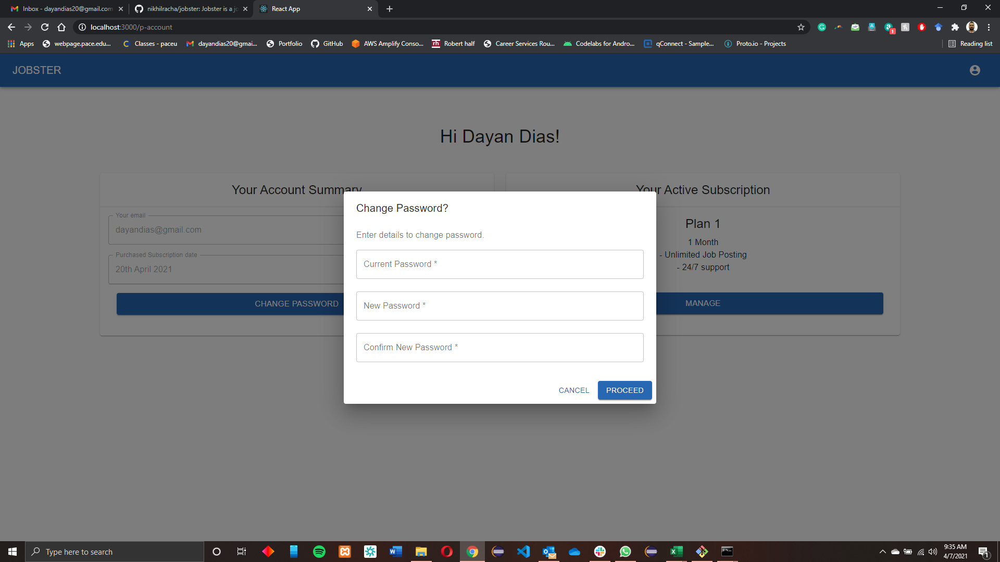 Inbox - dayandias20@gmail.com
nikhilracha/jobster: Jobster is a jo
React App
localhost:3000/p-account
Apps
webpage.pace.edu...
Classes - paceu
dayandias20@gmai...
Portfolio
GitHub
AWS Amplify Conso...
rh Robert half
Career Services Rou...
Codelabs for Andro...
qConnect - Sample...
Proto.io - Projects
Reading list
JOBSTER
Hi Dayan Dias!
Your Account Summary
Your Active Subscription
Your email
dayandias@gmail.com
Purchased Subscription date
20th April 2021
CHANGE PASSWORD
Plan 1
1 Month
- Unlimited Job Posting
- 24/7 support
MANAGE
Change Password?
Enter details to change password.
Current Password *
New Password *
Confirm New Password *
CANCEL
PROCEED
Type here to search
9:35 AM
4/7/2021
1